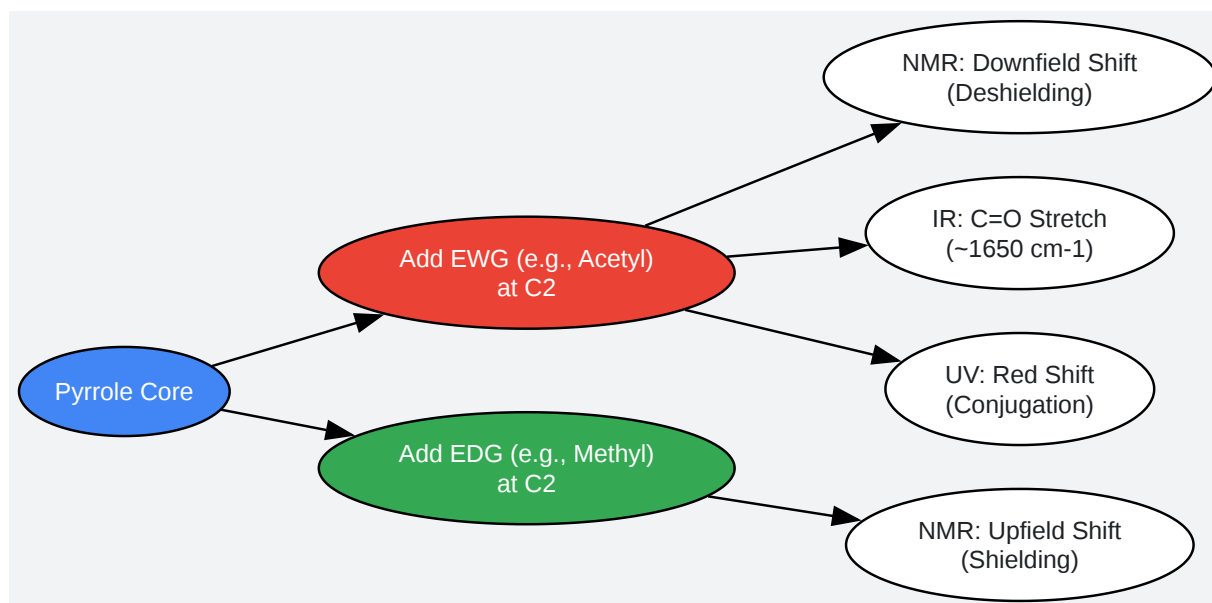 NMR: Downfield Shift
(Deshielding)
IR: C=O Stretch
(~1650 cm-1)
Add EWG (e.g., Acetyl)
at C2
Pyrrole Core
UV: Red Shift
(Conjugation)
Add EDG (e.g., Methyl)
at C2
NMR: Upfield Shift
(Shielding)